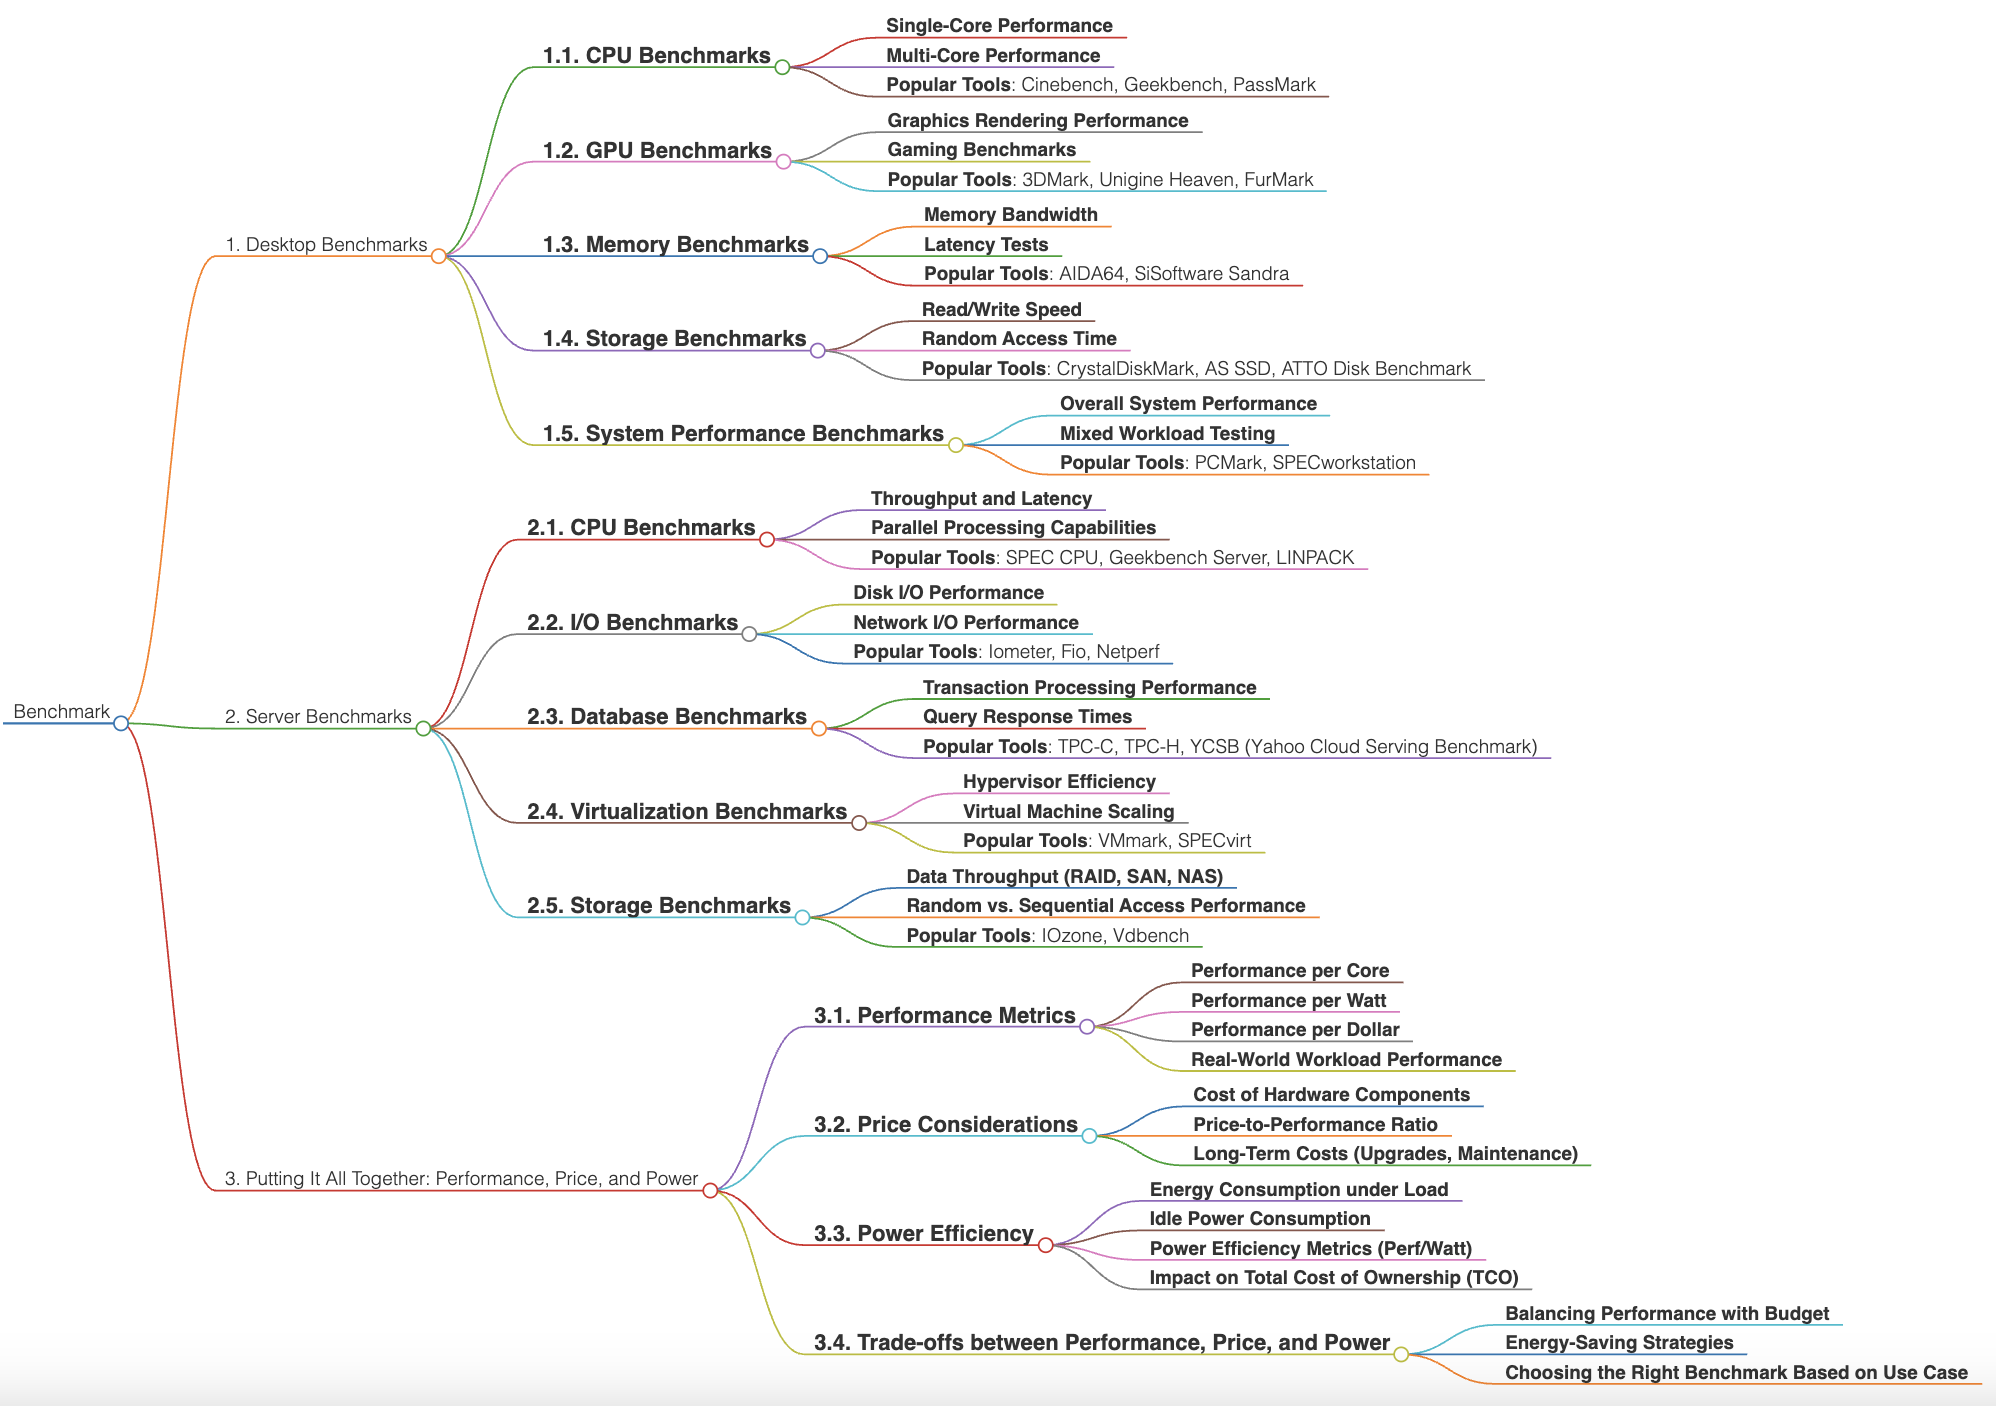 Benchmark
1. Desktop Benchmarks
1.1. CPU Benchmarks
Single-Core Performance
Multi-Core Performance
Popular Tools: Cinebench, Geekbench, PassMark
1.2. GPU Benchmarks
Graphics Rendering Performance
Gaming Benchmarks
Popular Tools: 3DMark, Unigine Heaven, FurMark
1.3. Memory Benchmarks
Memory Bandwidth
Latency Tests
Popular Tools: AIDA64, SiSoftware Sandra
1.4. Storage Benchmarks
Read/Write Speed
Random Access Time
Popular Tools: CrystalDiskMark, AS SSD, ATTO Disk Benchmark
1.5. System Performance Benchmarks
Overall System Performance
Mixed Workload Testing
Popular Tools: PCMark, SPECworkstation
2. Server Benchmarks
2.1. CPU Benchmarks
Throughput and Latency
Parallel Processing Capabilities
Popular Tools: SPEC CPU, Geekbench Server, LINPACK
2.2. I/O Benchmarks
Disk I/O Performance
Network I/O Performance
Popular Tools: Iometer, Fio, Netperf
2.3. Database Benchmarks
Transaction Processing Performance
Query Response Times
Popular Tools: TPC-C, TPC-H, YCSB (Yahoo Cloud Serving Benchmark)
2.4. Virtualization Benchmarks
Hypervisor Efficiency
Virtual Machine Scaling
Popular Tools: VMmark, SPECvirt
2.5. Storage Benchmarks
Data Throughput (RAID, SAN, NAS)
Random vs. Sequential Access Performance
Popular Tools: IOzone, Vdbench
3. Putting It All Together: Performance, Price, and Power
3.1. Performance Metrics
Performance per Core
Performance per Watt
Performance per Dollar
Real-World Workload Performance
3.2. Price Considerations
Cost of Hardware Components
Price-to-Performance Ratio
Long-Term Costs (Upgrades, Maintenance)
3.3. Power Efficiency
Energy Consumption under Load
Idle Power Consumption
Power Efficiency Metrics (Perf/Watt)
Impact on Total Cost of Ownership (TCO)
3.4. Trade-offs between Performance, Price, and Power
Balancing Performance with Budget
Energy-Saving Strategies
Choosing the Right Benchmark Based on Use Case